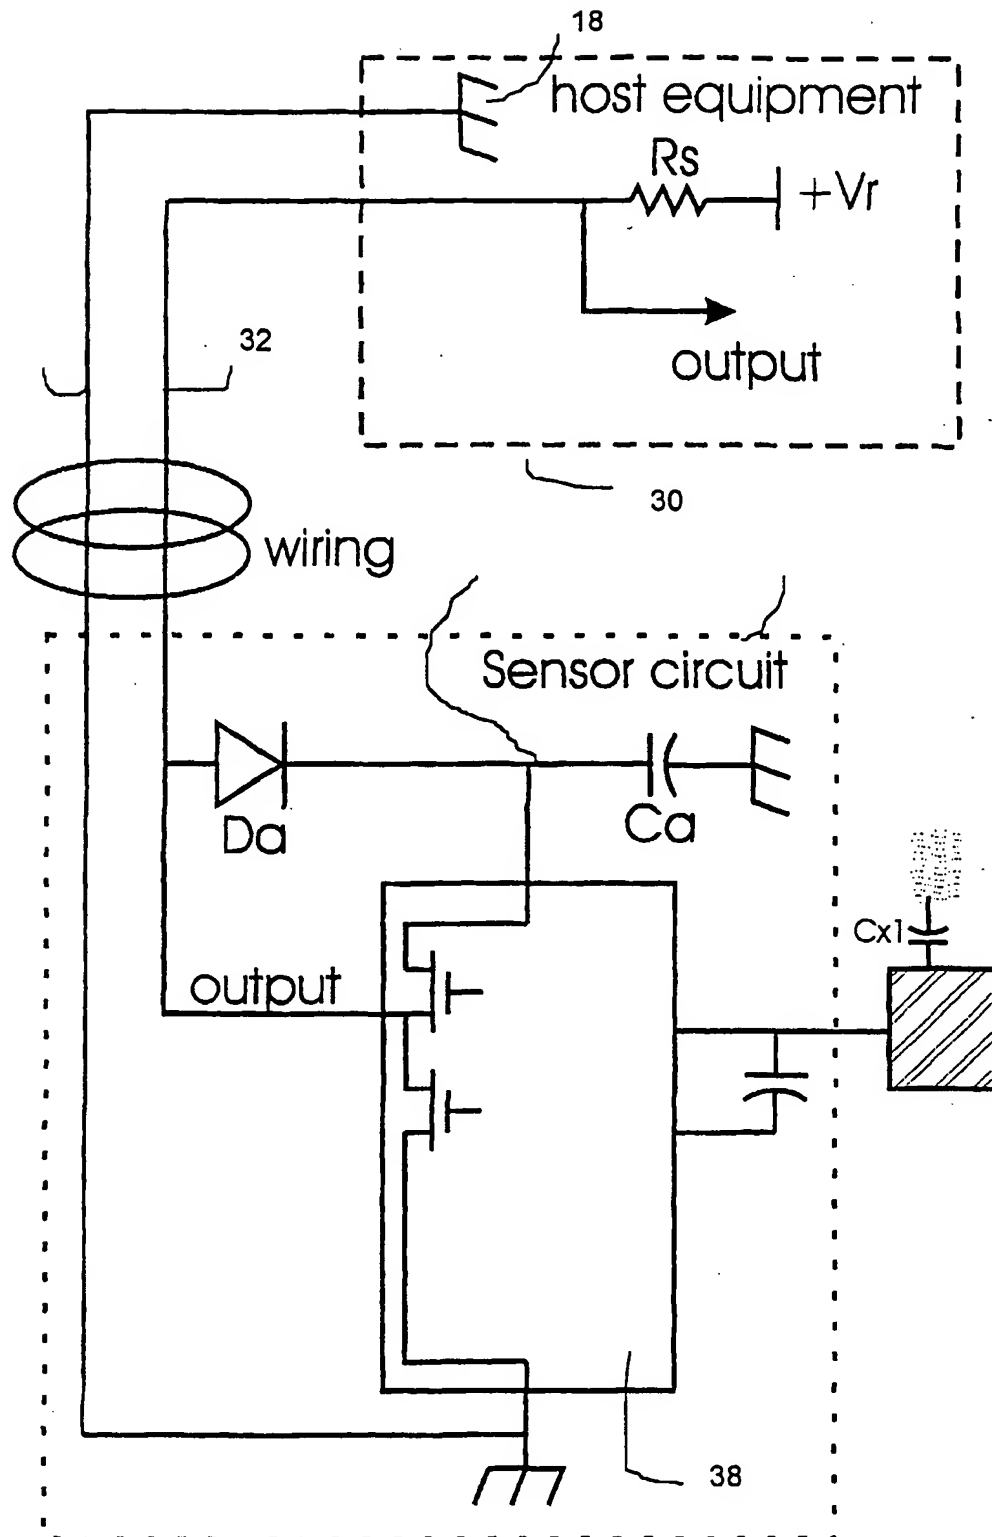 18
host equipment
Rs
+Vr
32
output
30
wiring
Sensor circuit
Da
Ca
Cx1
output
38